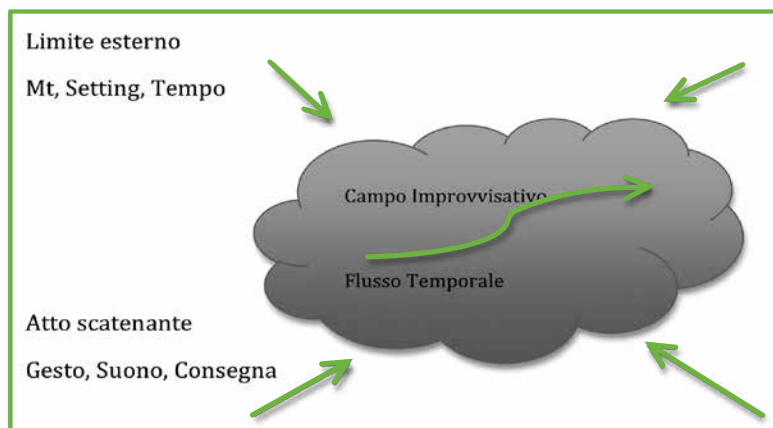 Limite esterno
Mt, Setting, Tempo
Campo Improvvisativo
Flusso Temporale
Atto scatenante
Gesto, Suono, Consegna